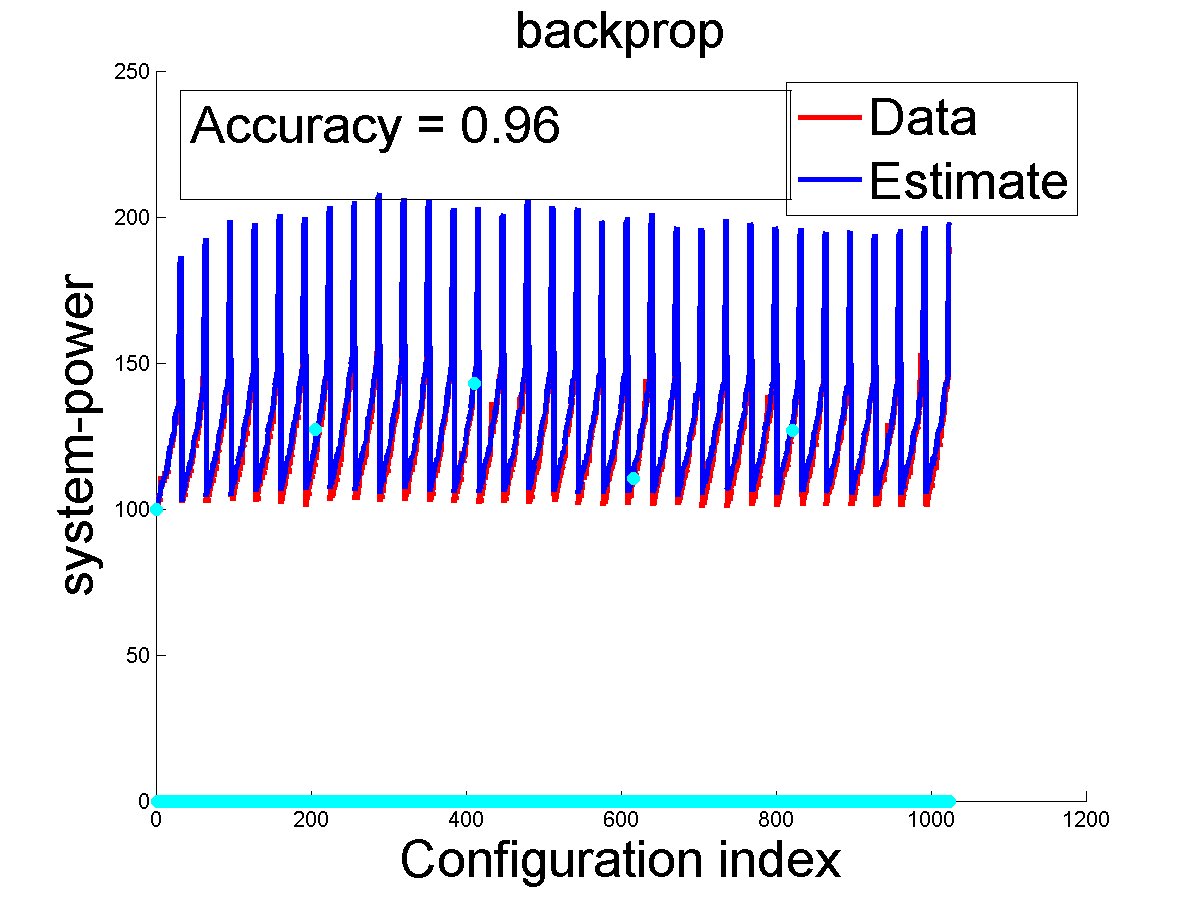 backprop
250
Accuracy = 0.96
Data
Estimate
200
150
100
50
0
system-power
0 200 400 600 800 1000 1200
Configuration index